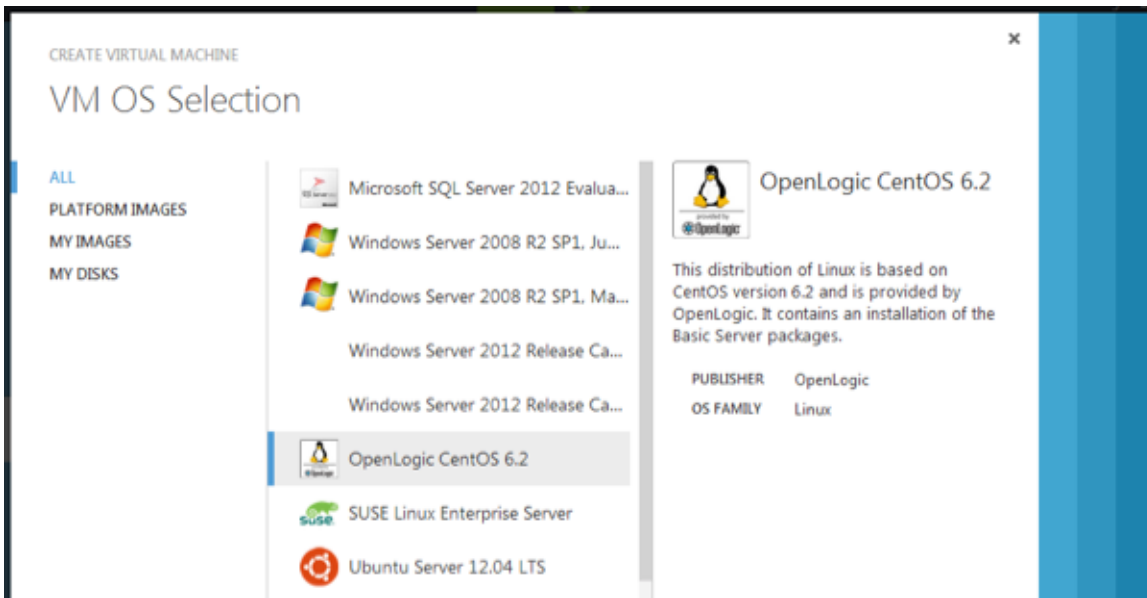 CREATE VIRTUAL MACHINE
VM OS Selection
ALL
PLATFORM IMAGES
MY IMAGES
MY DISKS
Microsoft SQL Server 2012 Evalua...
Windows Server 2008 R2 SP1, Ju...
Windows Server 2008 R2 SP1, Ma...
Windows Server 2012 Release Ca...
Windows Server 2012 Release Ca...
OpenLogic CentOS 6.2
SUSE
SUSE Linux Enterprise Server
Ubuntu Server 12.04 LTS
provided by
OpenLogic
OpenLogic CentOS 6.2
This distribution of Linux is based on
CentOS version 6.2 and is provided by
OpenLogic. It contains an installation of the
Basic Server packages.
PUBLISHER OpenLogic
OS FAMILY Linux